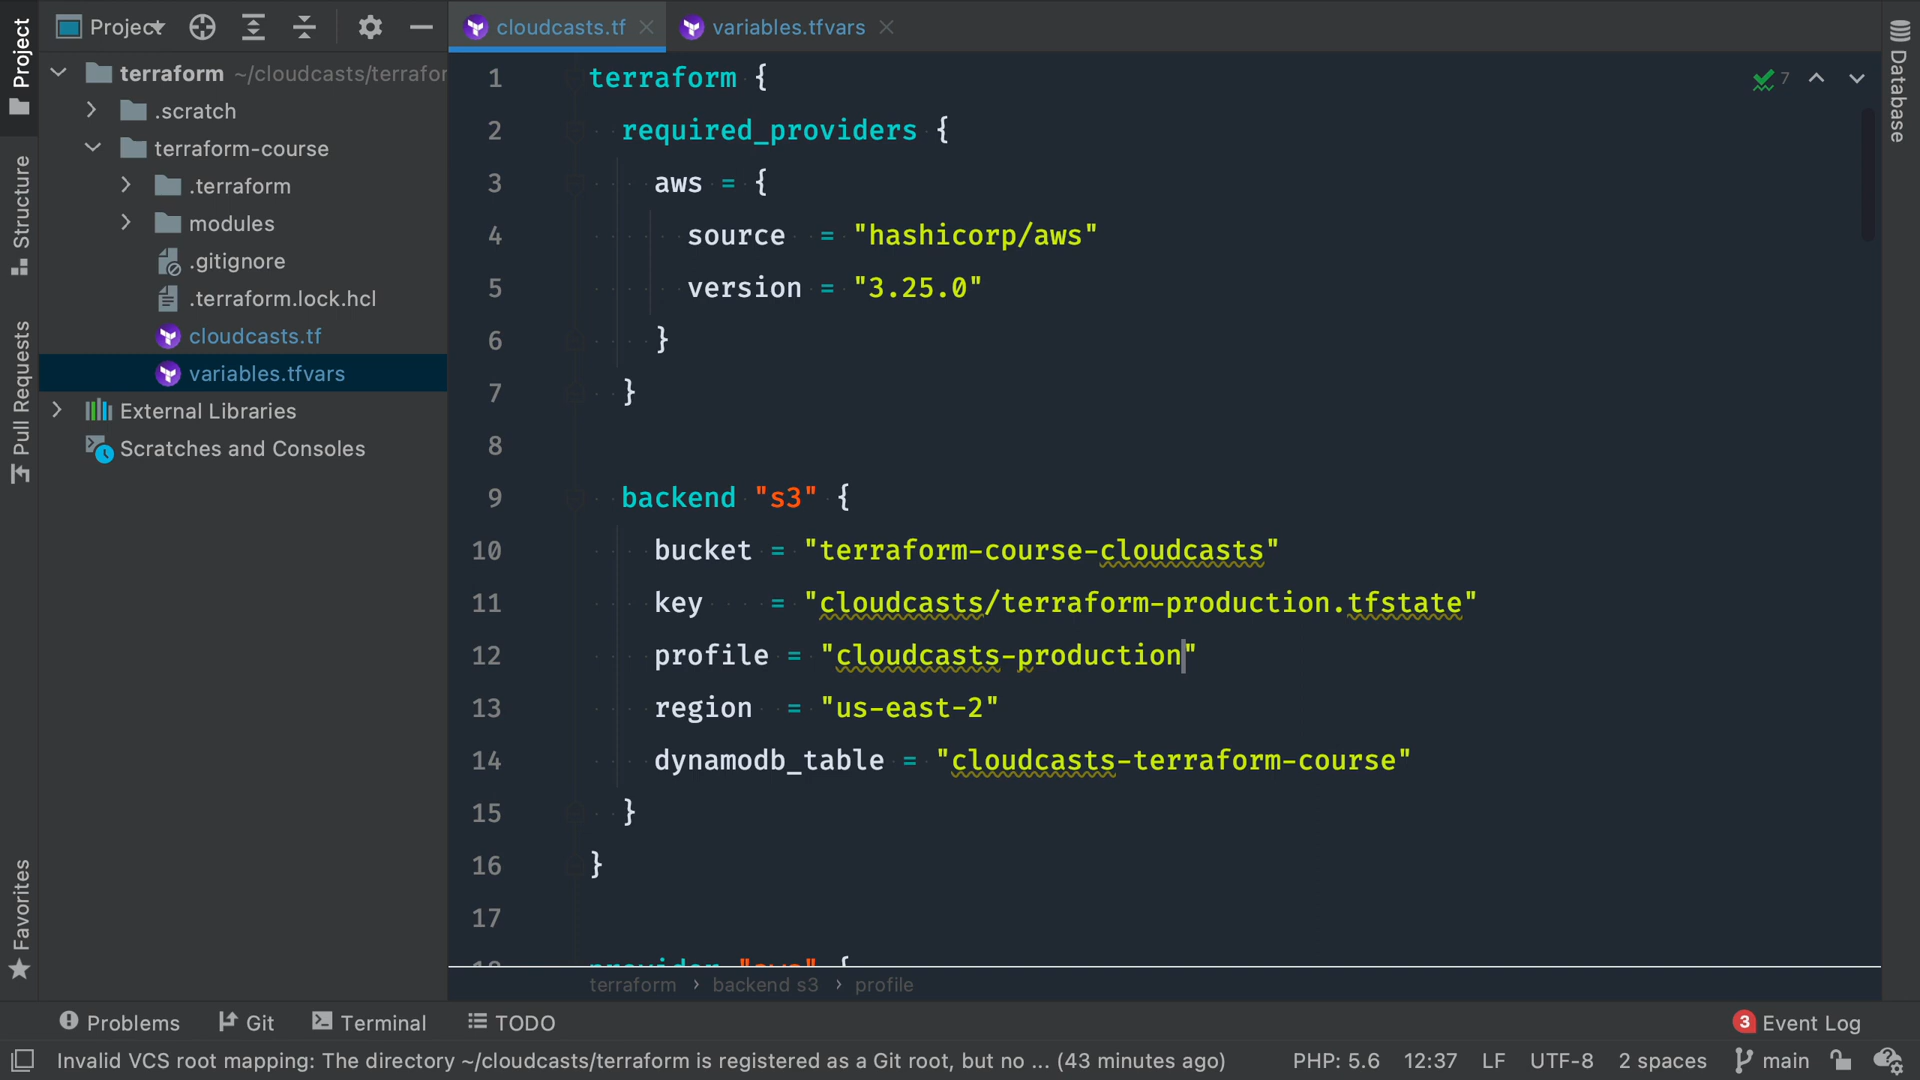 Project
cloudcasts.tf
variables.tfvars
terraform ~/cloudcasts/terrafor
.scratch
terraform-course
.terraform
modules
.gitignore
.terraform.lock.hcl
cloudcasts.tf
variables.tfvars
External Libraries
Scratches and Consoles
Project
Structure
Pull Requests
Favorites
1 terraform {
2 required_providers {
3 aws = {
4 source = "hashicorp/aws"
5 version = "3.25.0"
6 }
7 }
8
9 backend "s3" {
10 bucket = "terraform-course-cloudcasts"
11 key = "cloudcasts/terraform-production.tfstate"
12 profile = "cloudcasts-production"
13 region = "us-east-2"
14 dynamodb_table = "cloudcasts-terraform-course"
15 }
16 }
17
18 provider "aws" {
7
Database
terraform › backend s3 › profile
Problems
Git
Terminal
TODO
3 Event Log
Invalid VCS root mapping: The directory ~/cloudcasts/terraform is registered as a Git root, but no ... (43 minutes ago)
PHP: 5.6
12:37
LF
UTF-8
2 spaces
main